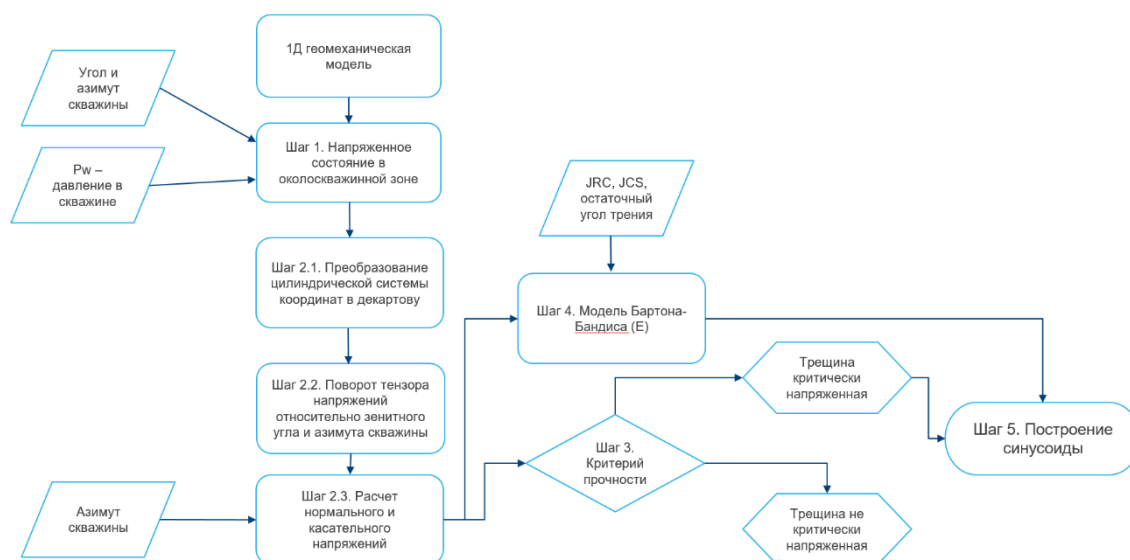 1Д геомеханическая
модель
Угол и
азимут
скважины
Шаг 1. Напряженное
состояние в
околоскважинной зоне
Pw –
давление в
скважине
JRC, JCS,
остаточный
угол трения
Шаг 2.1. Преобразование
цилиндрической системы
координат в декартову
Шаг 4. Модель Бартона-
Бандиса (Е)
Шаг 2.2. Поворот тензора
напряжений
относительно зенитного
угла и азимута скважины
Трещина
критически
напряженная
Шаг 5. Построение
синусоиды
Шаг 3.
Критерий
прочности
Азимут
скважины
Шаг 2.3. Расчет
нормального и
касательного
напряжений
Трещина не
критически
напряженная